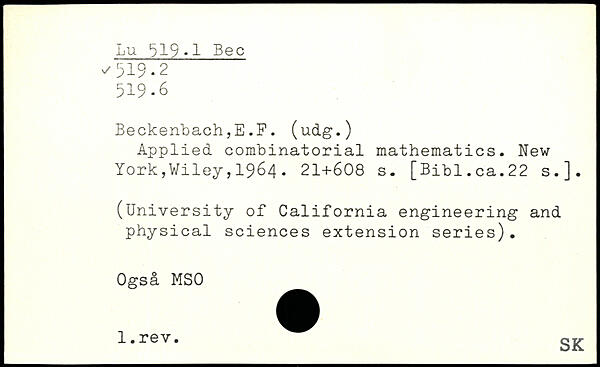 Lu 519.1 Bec
✓519.2
519.6
Beckenbach,E.F. (udg.)
Applied combinatorial mathematics. New
York,Wiley,1964. 21+608 s. [Bibl.ca.22 s.].
(University of California engineering and
physical sciences extension series).
Også MSO
1.rev.
SK